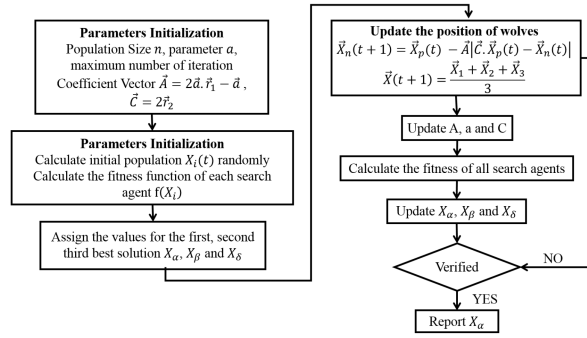 Parameters Initialization
Population Size n, parameter a,
maximum number of iteration
Coefficient Vector A⃗ = 2a⃗. r⃗₁ − a⃗ ,
C⃗ = 2r⃗₂
Parameters Initialization
Calculate initial population Xᵢ(t) randomly
Calculate the fitness function of each search
agent f(Xᵢ)
Assign the values for the first, second
third best solution X_α, X_β and X_δ
Update the position of wolves
X⃗ₙ(t + 1) = X⃗ₚ(t) − A⃗|C⃗.X⃗ₚ(t) − X⃗ₙ(t)|
X⃗(t + 1) = (X⃗₁ + X⃗₂ + X⃗₃)/3
Update A, a and C
Calculate the fitness of all search agents
Update X_α, X_β and X_δ
Verified
NO
YES
Report X_α